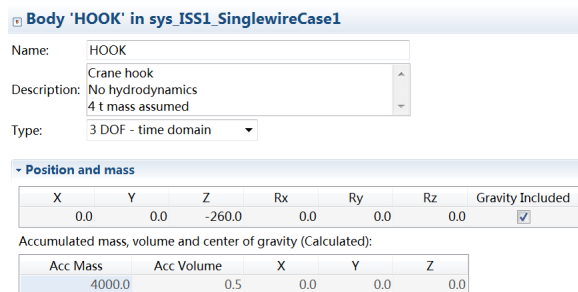 Body 'HOOK' in sys_ISS1_SinglewireCase1
Name: HOOK
Description: Crane hook
No hydrodynamics
4 t mass assumed
Type: 3 DOF - time domain
Position and mass
X Y Z Rx Ry Rz Gravity Included
0.0 0.0 -260.0 0.0 0.0 0.0
Accumulated mass, volume and center of gravity (Calculated):
Acc Mass Acc Volume X Y Z
4000.0 0.5 0.0 0.0 0.0